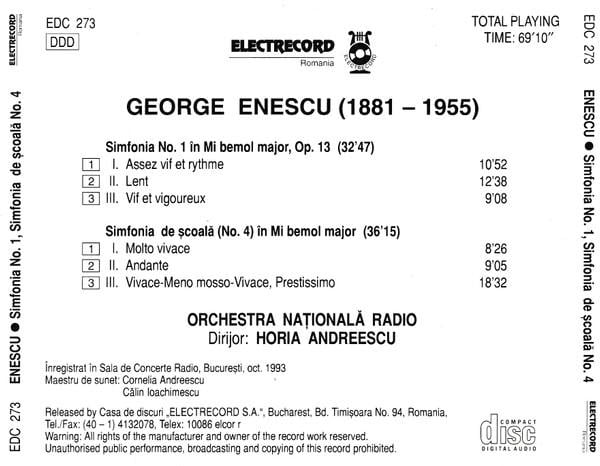 EDC 273
DDD
ELECTRECORD
Romania
ELECTRECORD
TOTAL PLAYING
TIME: 69'10"
GEORGE ENESCU (1881 – 1955)
Simfonia No. 1 în Mi bemol major, Op. 13 (32'47)
1 I. Assez vif et rythme 10'52
2 II. Lent 12'38
3 III. Vif et vigoureux 9'08
Simfonia de școală (No. 4) în Mi bemol major (36'15)
1 I. Molto vivace 8'26
2 II. Andante 9'05
3 III. Vivace-Meno mosso-Vivace, Prestissimo 18'32
ORCHESTRA NAȚIONALĂ RADIO
Dirijor: HORIA ANDREESCU
Înregistrat în Sala de Concerte Radio, București, oct. 1993
Maestru de sunet: Cornelia Andreescu
Călin Ioachimescu
Released by Casa de discuri „ELECTRECORD S.A.", Bucharest, Bd. Timișoara No. 94, Romania,
Tel./Fax: (40 – 1) 4132078, Telex: 10086 elcor r
Warning: All rights of the manufacturer and owner of the record work reserved.
Unauthorised public performance, broadcasting and copying of this record prohibited.
COMPACT
disc
DIGITAL AUDIO
EDC 273 ENESCU ● Simfonia No. 1, Simfonia de școală No. 4 ELECTRECORD
Romania
EDC 273 ENESCU ● Simfonia No. 1, Simfonia de școală No. 4 ELECTRECORD
Romania